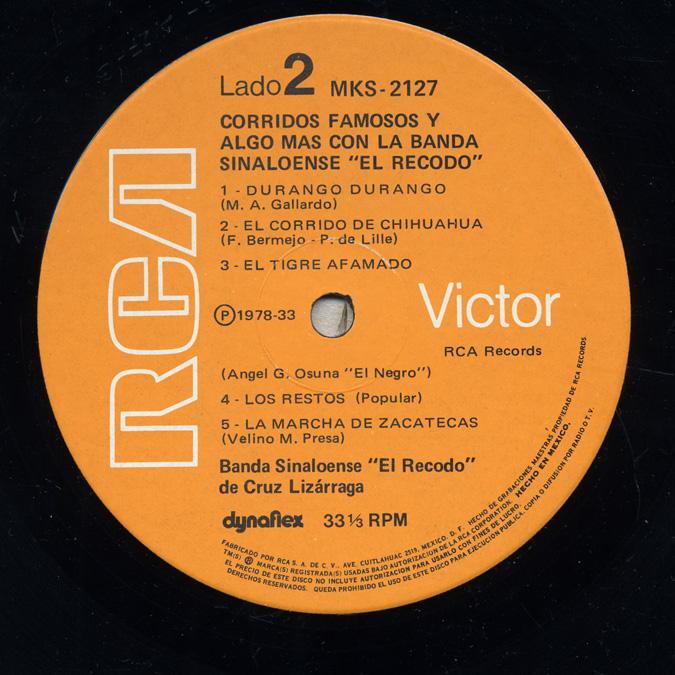 Lado 2 MKS-2127
CORRIDOS FAMOSOS Y
ALGO MAS CON LA BANDA
SINALOENSE "EL RECODO"
1 - DURANGO DURANGO
(M. A. Gallardo)
2 - EL CORRIDO DE CHIHUAHUA
(F. Bermejo - P. de Lille)
3 - EL TIGRE AFAMADO
RCA
Ⓟ1978-33
Victor
RCA Records
(Angel G. Osuna "El Negro")
4 - LOS RESTOS (Popular)
5 - LA MARCHA DE ZACATECAS
(Velino M. Presa)
Banda Sinaloense "El Recodo"
de Cruz Lizárraga
dynaflex 33 1/3 RPM
FABRICADO POR RCA S. A. DE C. V., AVE. CUITLAHUAC 2519, MEXICO, D. F. HECHO DE GRABACIONES MAESTRAS PROPIEDAD DE RCA RECORDS
TM(S) ® MARCA(S) REGISTRADA(S) USADAS BAJO AUTORIZACION DE LA RCA CORPORATION. HECHO EN MEXICO.
EL PRECIO DE ESTE DISCO NO INCLUYE AUTORIZACION PARA USARLO CON FINES DE LUCRO.
DERECHOS RESERVADOS. QUEDA PROHIBIDO EL USO DE ESTE DISCO PARA EJECUCION PUBLICA, COPIA O DIFUSION POR RADIO O T. V.